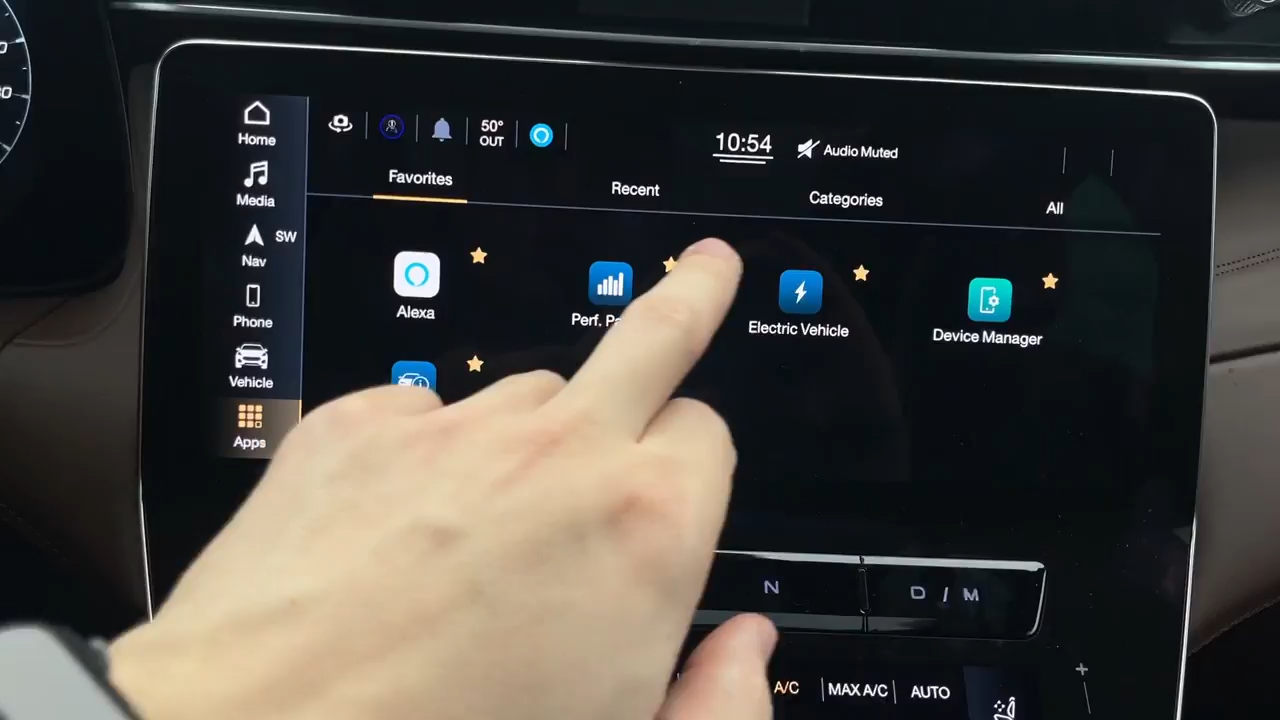 Home
Media
SW
Nav
Phone
Vehicle
Apps
50°
OUT
10:54
Audio Muted
Favorites
Recent
Categories
All
Alexa
Perf.
Electric Vehicle
Device Manager
N
D / M
A/C
MAX A/C
AUTO
+